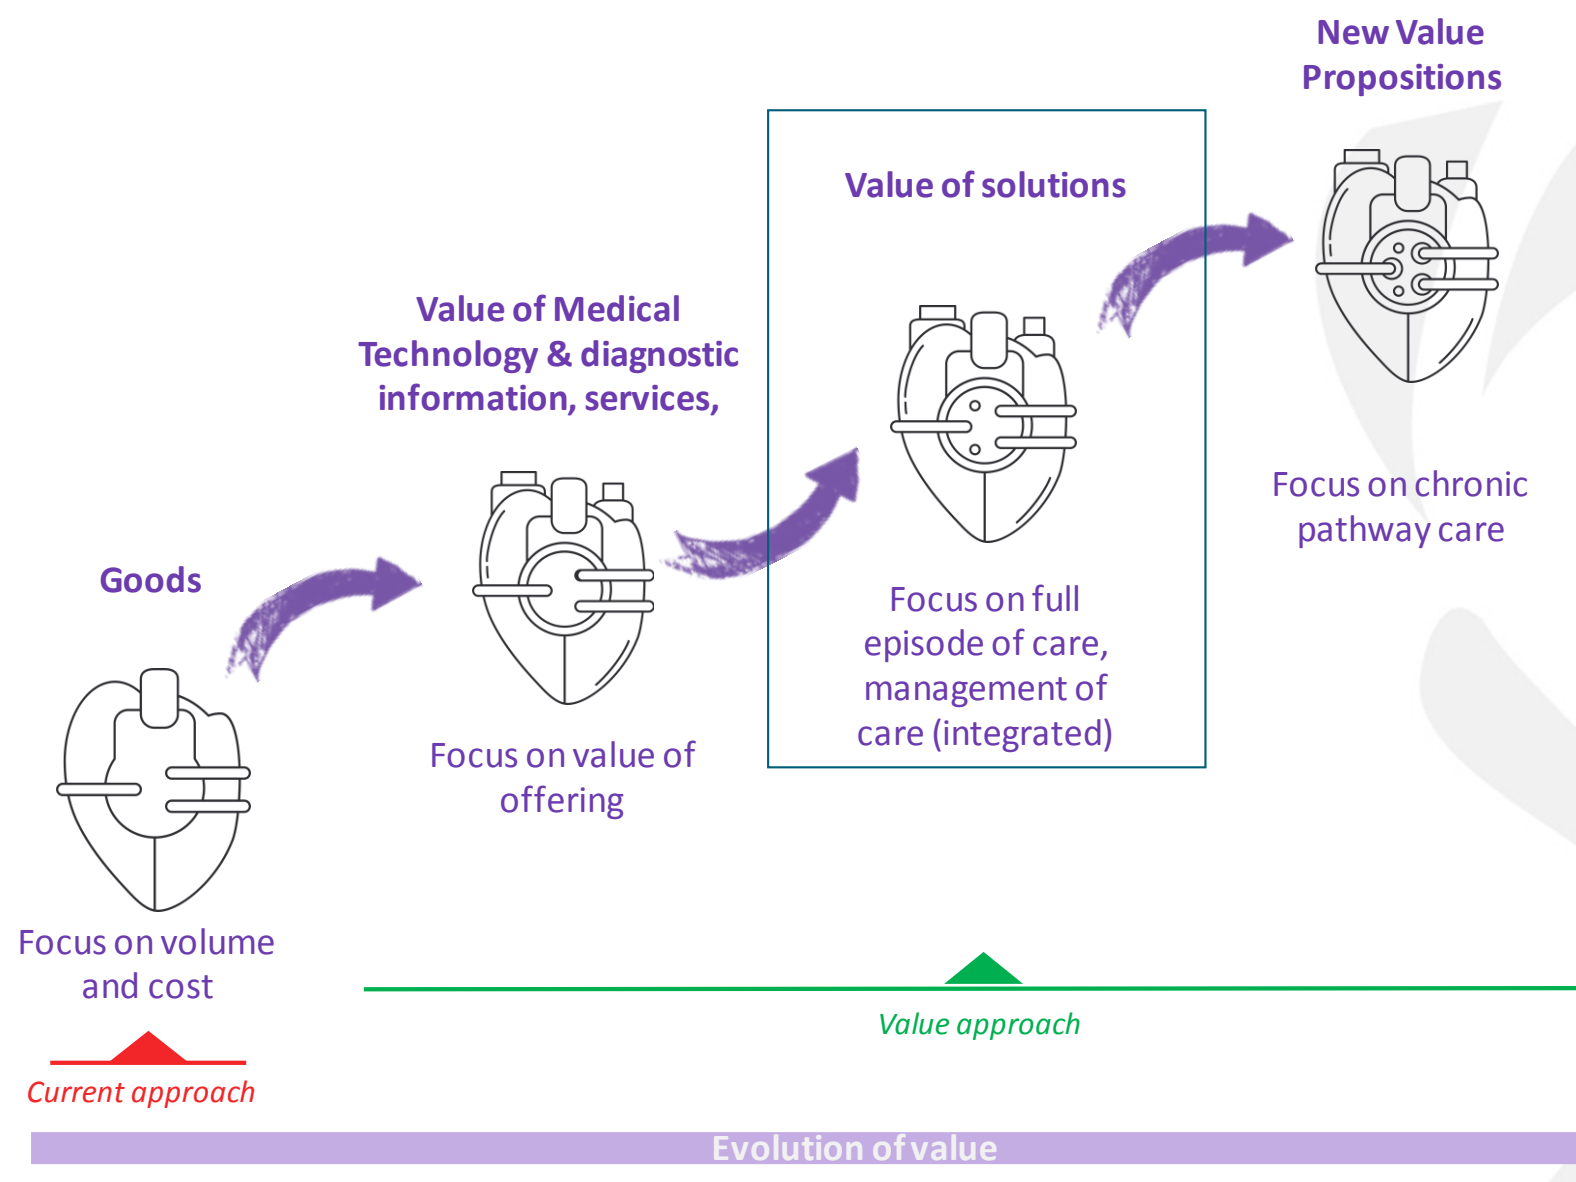 New Value
Propositions
Value of solutions
Value of Medical
Technology & diagnostic
information, services,
Focus on chronic
pathway care
Goods
Focus on full
episode of care,
management of
care (integrated)
Focus on value of
offering
Focus on volume
and cost
Value approach
Current approach
Evolution of value